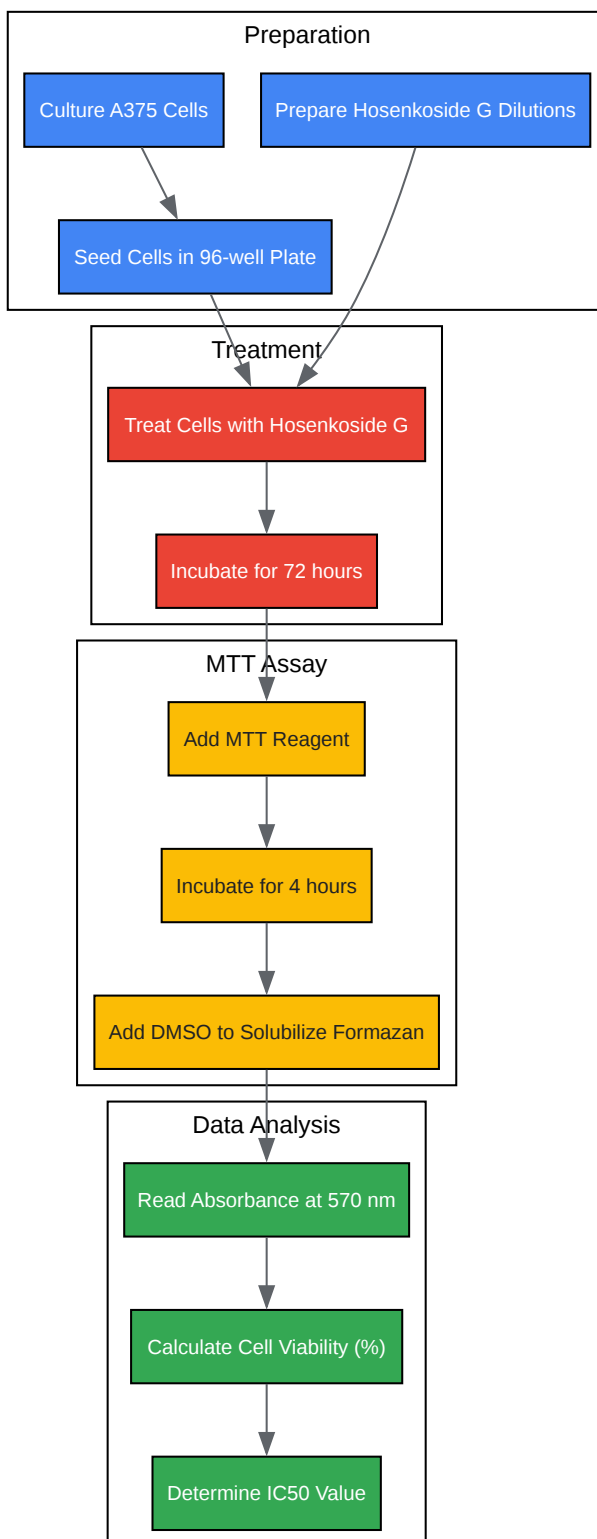 Preparation
Culture A375 Cells
Prepare Hosenkoside G Dilutions
Seed Cells in 96-well Plate
Treatment
Treat Cells with Hosenkoside G
Incubate for 72 hours
MTT Assay
Add MTT Reagent
Incubate for 4 hours
Add DMSO to Solubilize Formazan
Data Analysis
Read Absorbance at 570 nm
Calculate Cell Viability (%)
Determine IC50 Value